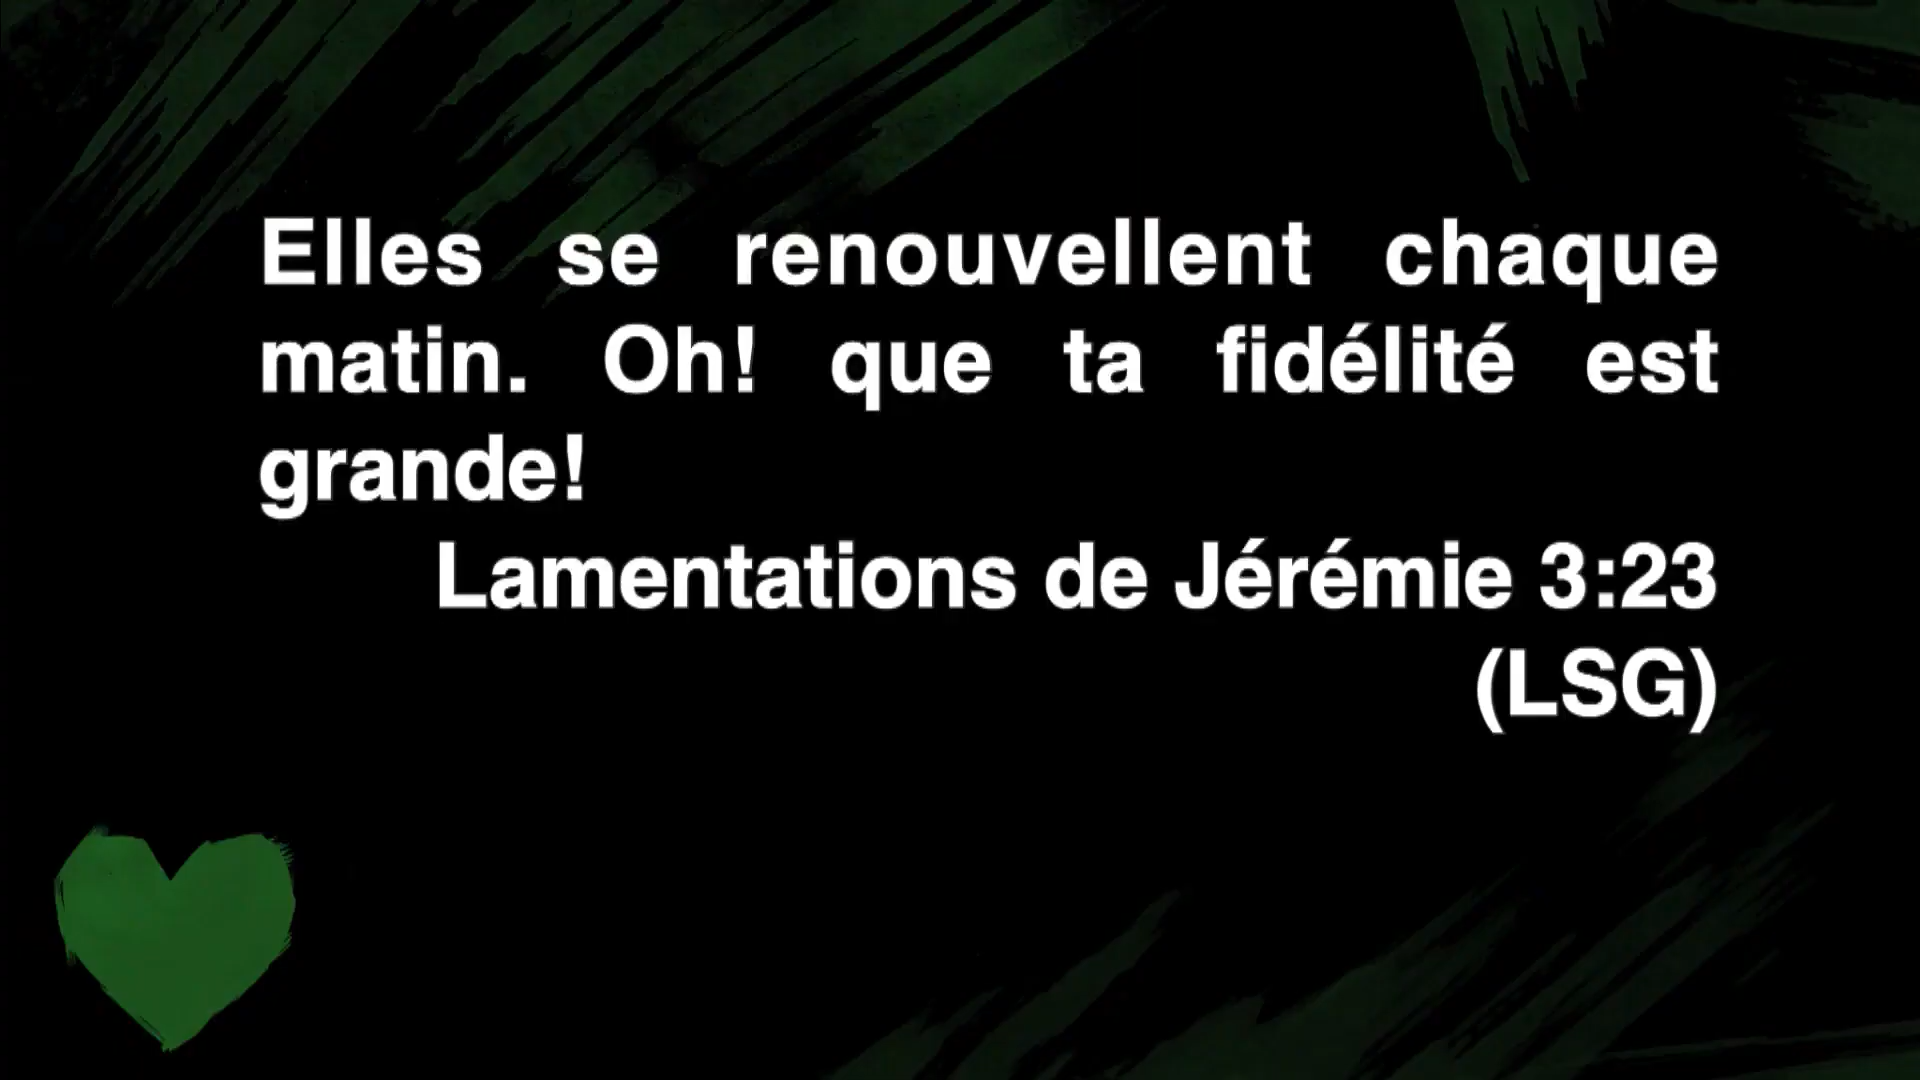 Elles se renouvellent chaque
matin. Oh! que ta fidélité est
grande!
Lamentations de Jérémie 3:23
(LSG)